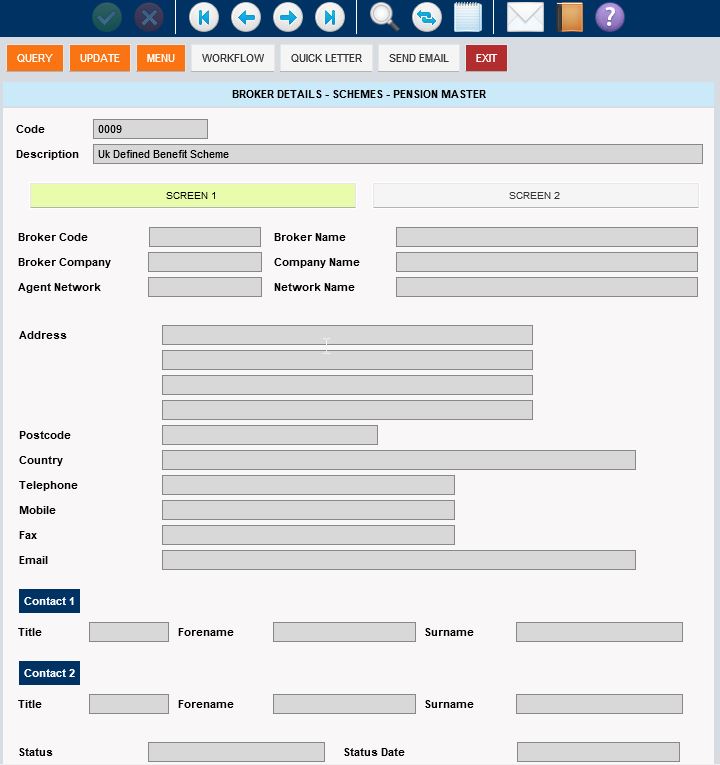 QUERY UPDATE MENU WORKFLOW QUICK LETTER SEND EMAIL EXIT
BROKER DETAILS - SCHEMES - PENSION MASTER
Code 0009
Description Uk Defined Benefit Scheme
SCREEN 1 SCREEN 2
Broker Code Broker Name
Broker Company Company Name
Agent Network Network Name
Address
Postcode
Country
Telephone
Mobile
Fax
Email
Contact 1
Title Forename Surname
Contact 2
Title Forename Surname
Status Status Date